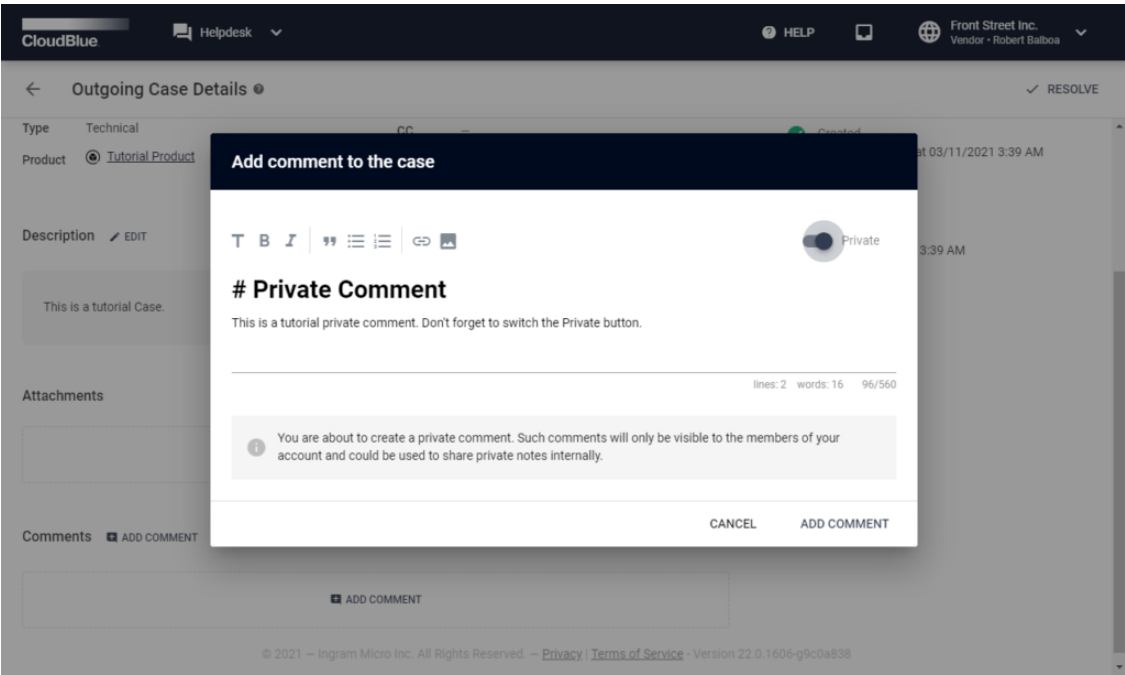 CloudBlue.
Helpdesk
HELP
Front Street Inc.
Vendor • Robert Balboa
Outgoing Case Details
RESOLVE
Type Technical CC —
Created
Product Tutorial Product
at 03/11/2021 3:39 AM
Add comment to the case
Description EDIT
T B I
Private
3:39 AM
# Private Comment
This is a tutorial Case.
This is a tutorial private comment. Don't forget to switch the Private button.
lines: 2 words: 16 96/560
Attachments
You are about to create a private comment. Such comments will only be visible to the members of your
account and could be used to share private notes internally.
CANCEL ADD COMMENT
Comments ADD COMMENT
ADD COMMENT
© 2021 — Ingram Micro Inc. All Rights Reserved. — Privacy | Terms of Service - Version 22.0.1606-g9c0a838